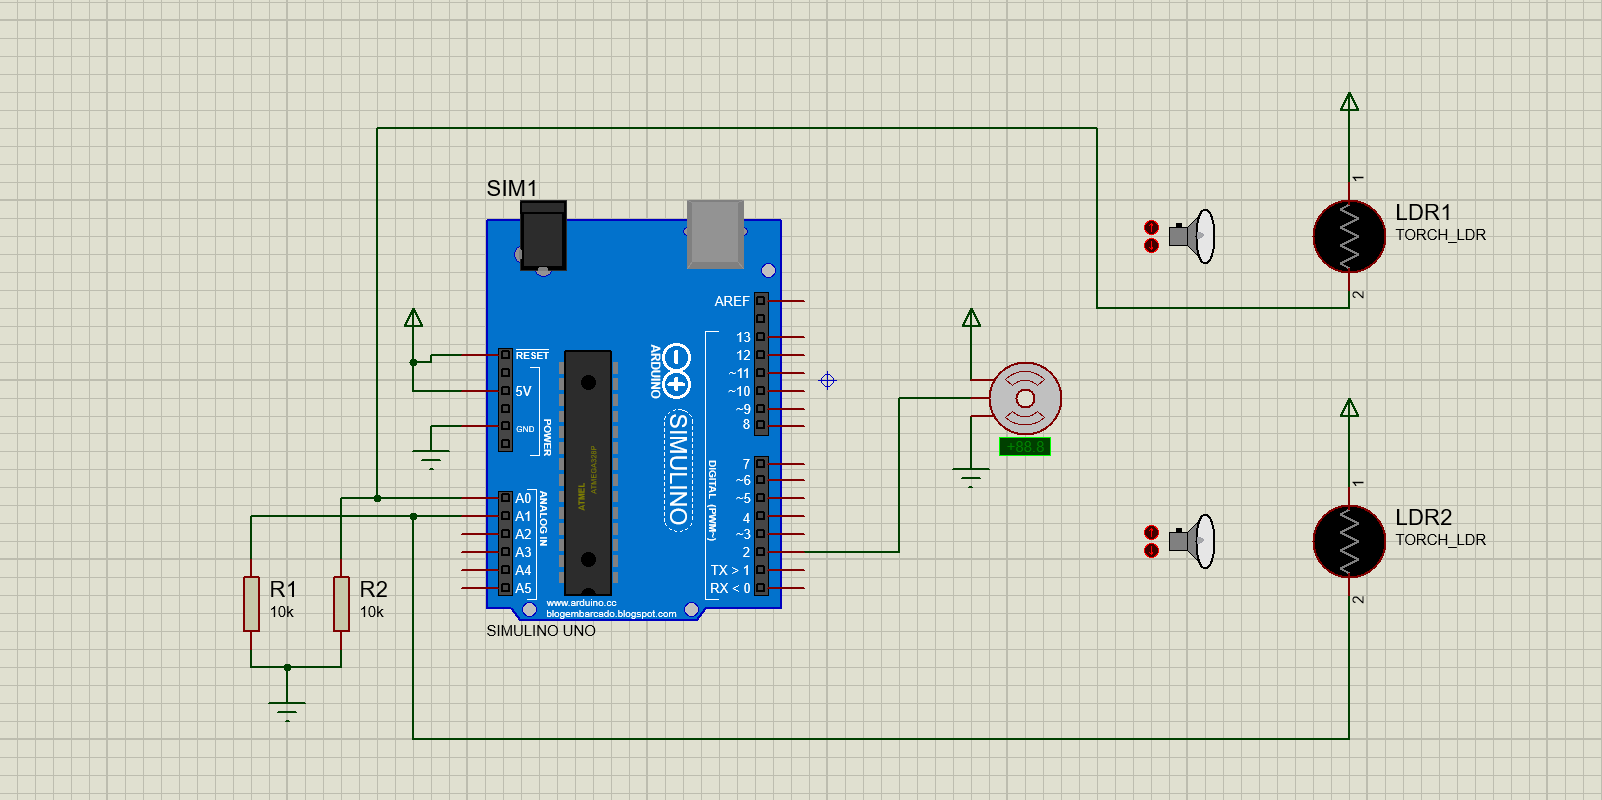 SIM1
ARDUINO
SIMULINO
AREF
13
12
~11
~10
~9
8
7
~6
~5
4
~3
2
TX > 1
RX < 0
DIGITAL (PWM~)
RESET
5V
GND
POWER
A0
A1
A2
A3
A4
A5
ANALOG IN
ATMEL
ATMEGA328P
www.arduino.cc
blogembarcado.blogspot.com
SIMULINO UNO
R1
10k
R2
10k
+88.8
1
LDR1
TORCH_LDR
2
1
LDR2
TORCH_LDR
2